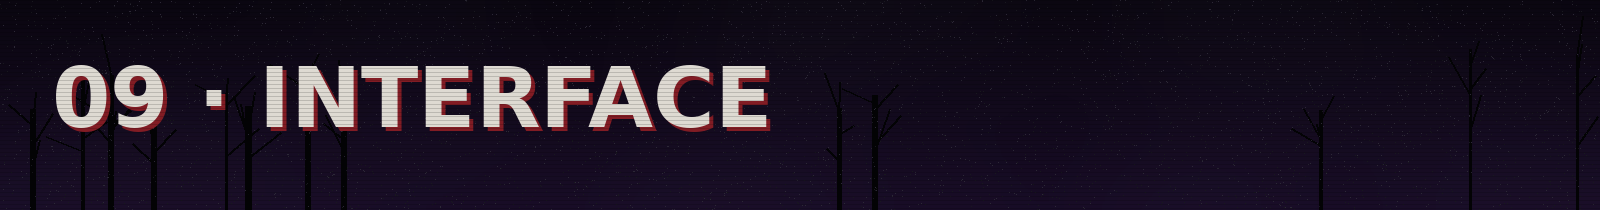 09 · INTERFACE